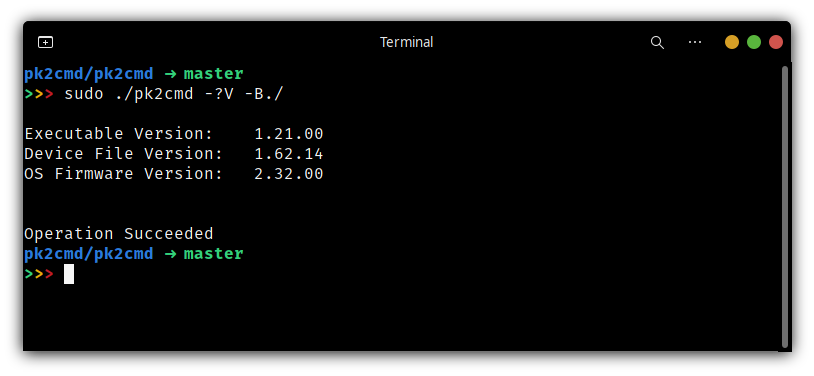 Terminal
pk2cmd/pk2cmd → master
>>> sudo ./pk2cmd -?V -B./
Executable Version:    1.21.00
Device File Version:   1.62.14
OS Firmware Version:   2.32.00
Operation Succeeded
pk2cmd/pk2cmd → master
>>>